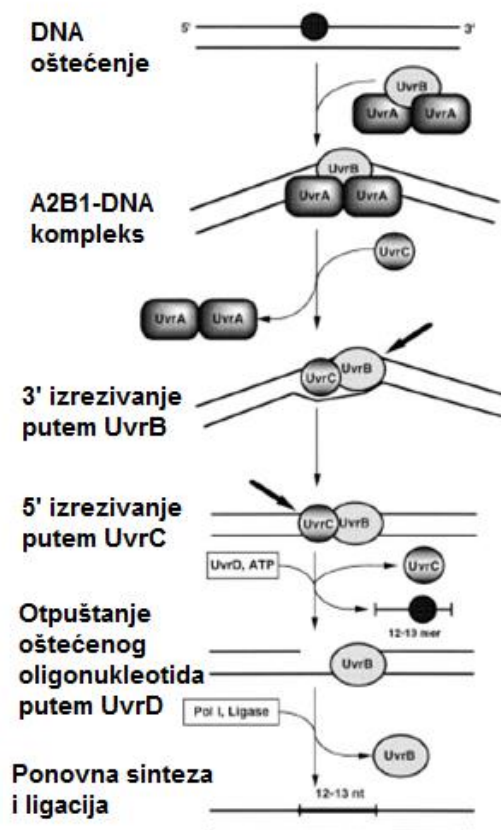 DNA
oštećenje
5'
3'
UvrB
UvrA
UvrA
A2B1-DNA
kompleks
UvrB
UvrA
UvrA
UvrC
UvrA
UvrA
3' izrezivanje
putem UvrB
UvrC
UvrB
5' izrezivanje
putem UvrC
UvrC
UvrB
UvrD, ATP
UvrC
12-13 mer
Otpuštanje
oštećenog
oligonukleotida
putem UvrD
UvrB
Pol I, Ligase
UvrB
Ponovna sinteza
i ligacija
12-13 nt